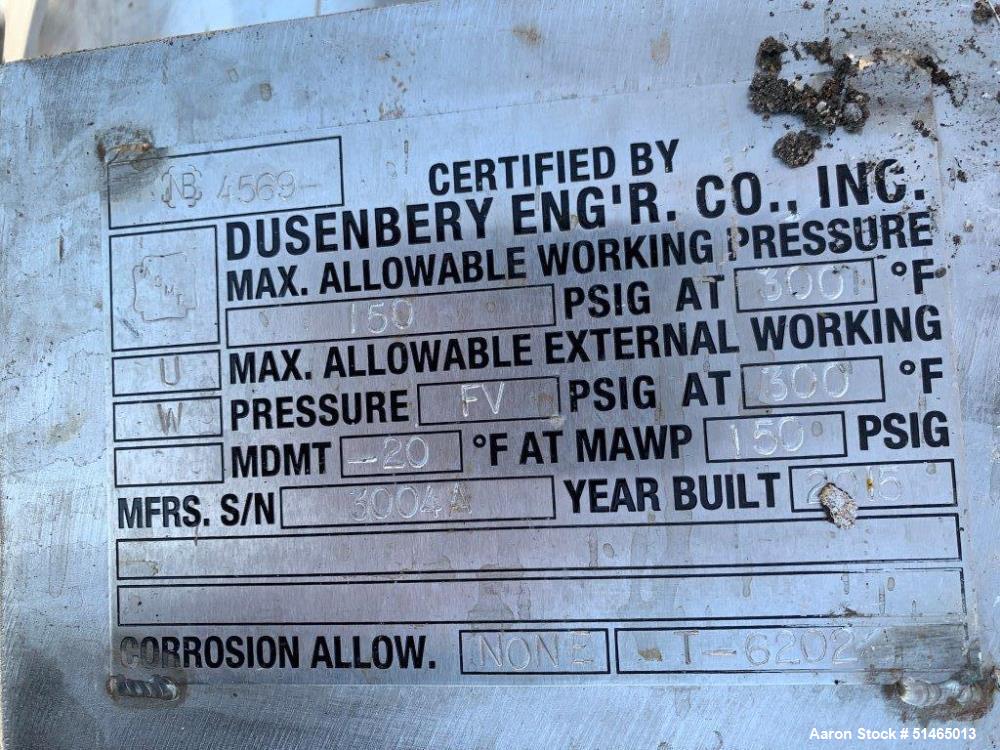 NB 4569
CERTIFIED BY
DUSENBERY ENG'R. CO., INC.
MAX. ALLOWABLE WORKING PRESSURE
150 PSIG AT 300 °F
U MAX. ALLOWABLE EXTERNAL WORKING
W PRESSURE FV PSIG AT 300 °F
MDMT -20 °F AT MAWP 150 PSIG
MFRS. S/N 3004A YEAR BUILT 2015
CORROSION ALLOW. NONE T-6202
Aaron Stock # 51465013